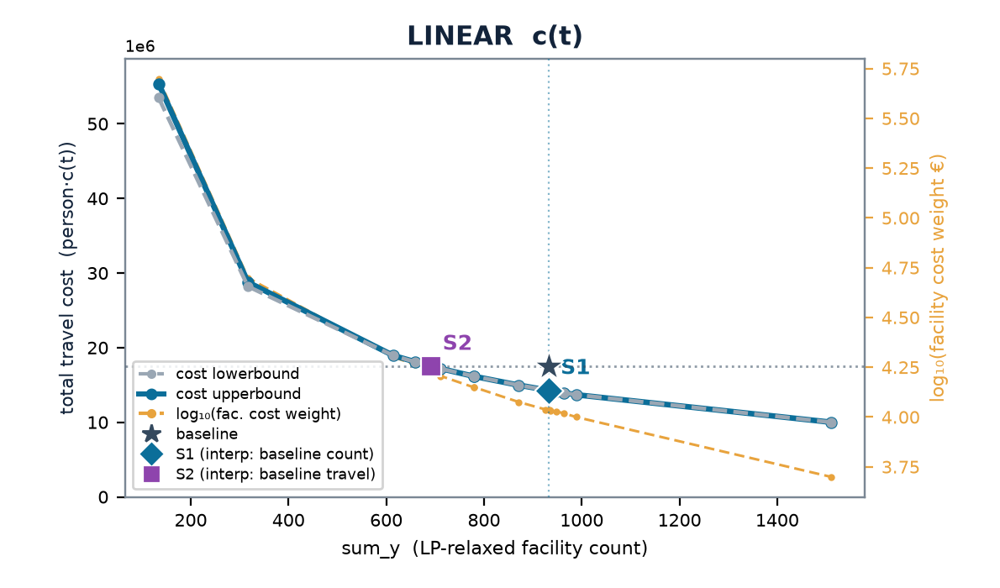 LINEAR c(t)
1e6
total travel cost (person·c(t))
50
40
30
20
10
0
5.75
5.50
5.25
5.00
4.75
4.50
4.25
4.00
3.75
log₁₀(facility cost weight €)
S2
S1
cost lowerbound
cost upperbound
log₁₀(fac. cost weight)
baseline
S1 (interp: baseline count)
S2 (interp: baseline travel)
200 400 600 800 1000 1200 1400
sum_y (LP-relaxed facility count)